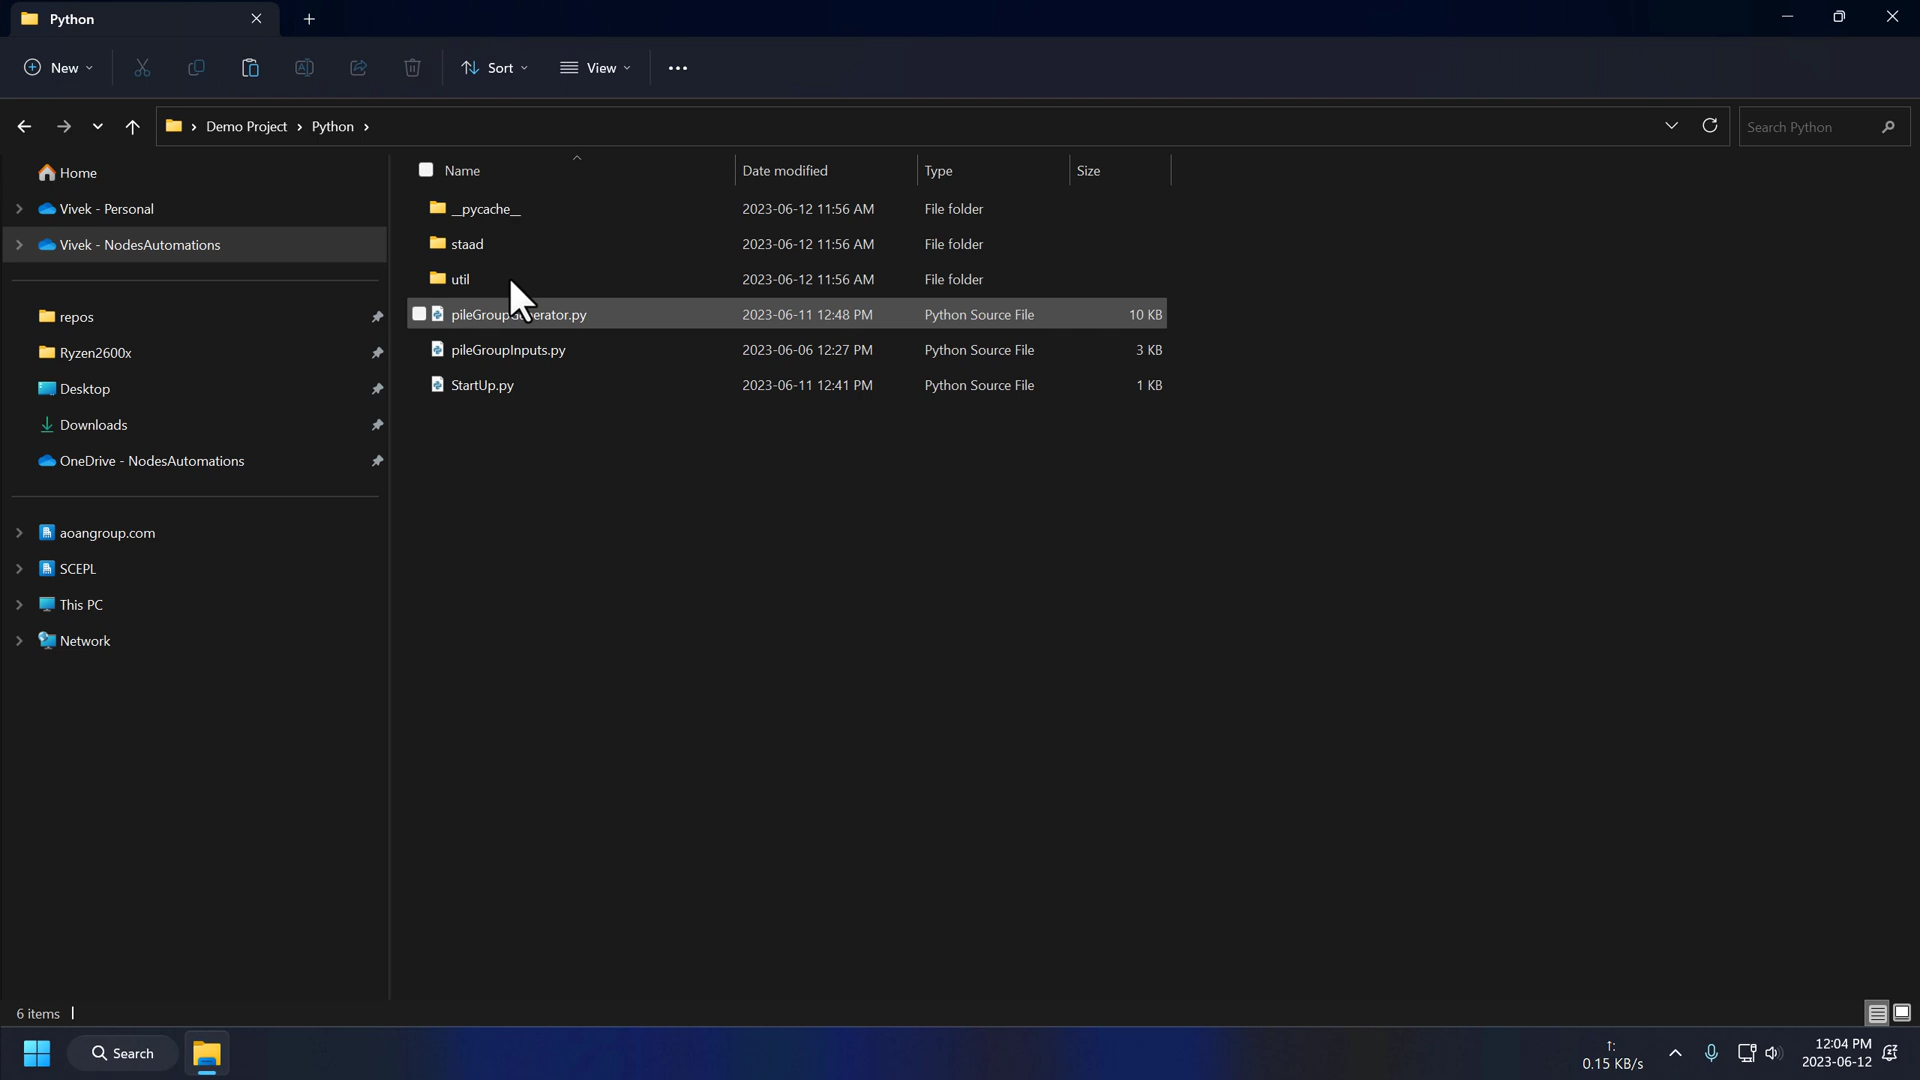 Python
New
Sort
View
Demo Project
Python
Search Python
Home
Vivek - Personal
Vivek - NodesAutomations
repos
Ryzen2600x
Desktop
Downloads
OneDrive - NodesAutomations
aoangroup.com
SCEPL
This PC
Network
Name Date modified Type Size
__pycache__ 2023-06-12 11:56 AM File folder
staad 2023-06-12 11:56 AM File folder
util 2023-06-12 11:56 AM File folder
pileGroupGenerator.py 2023-06-11 12:48 PM Python Source File 10 KB
pileGroupInputs.py 2023-06-06 12:27 PM Python Source File 3 KB
StartUp.py 2023-06-11 12:41 PM Python Source File 1 KB
6 items
Search
↑:
0.15 KB/s
12:04 PM
2023-06-12